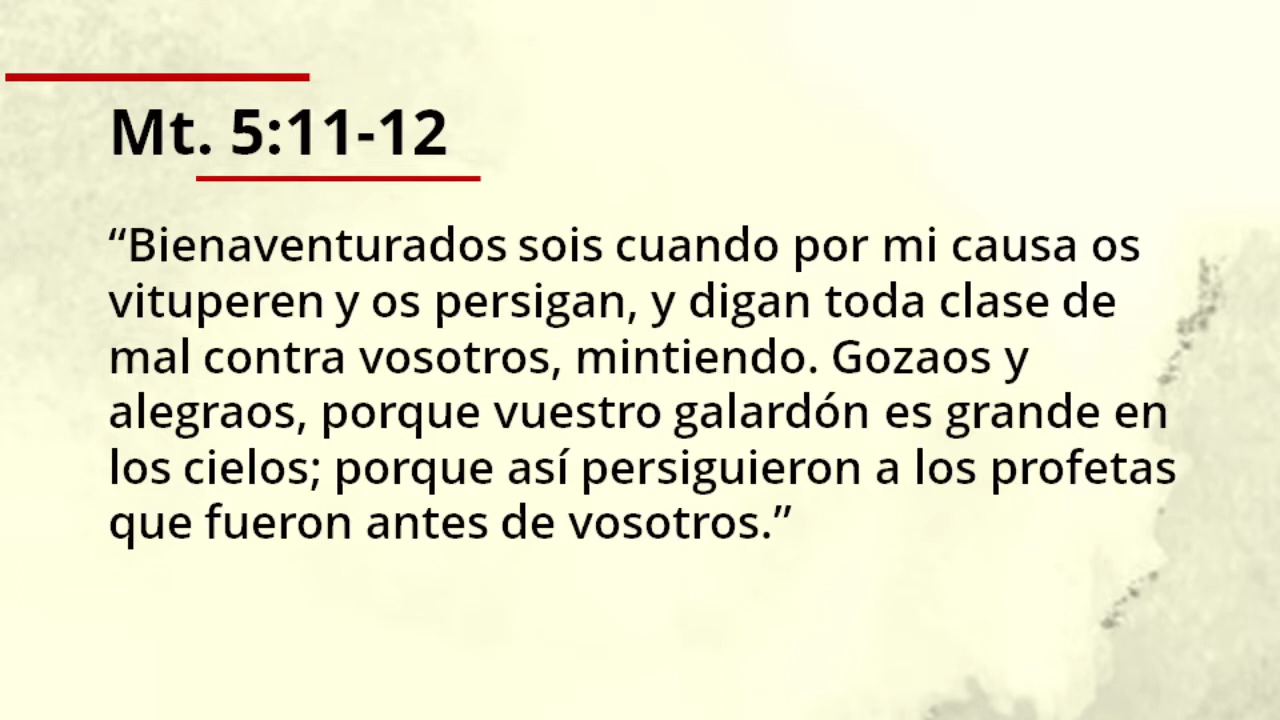 Mt. 5:11-12
“Bienaventurados sois cuando por mi causa os
vituperen y os persigan, y digan toda clase de
mal contra vosotros, mintiendo. Gozaos y
alegraos, porque vuestro galardón es grande en
los cielos; porque así persiguieron a los profetas
que fueron antes de vosotros.”